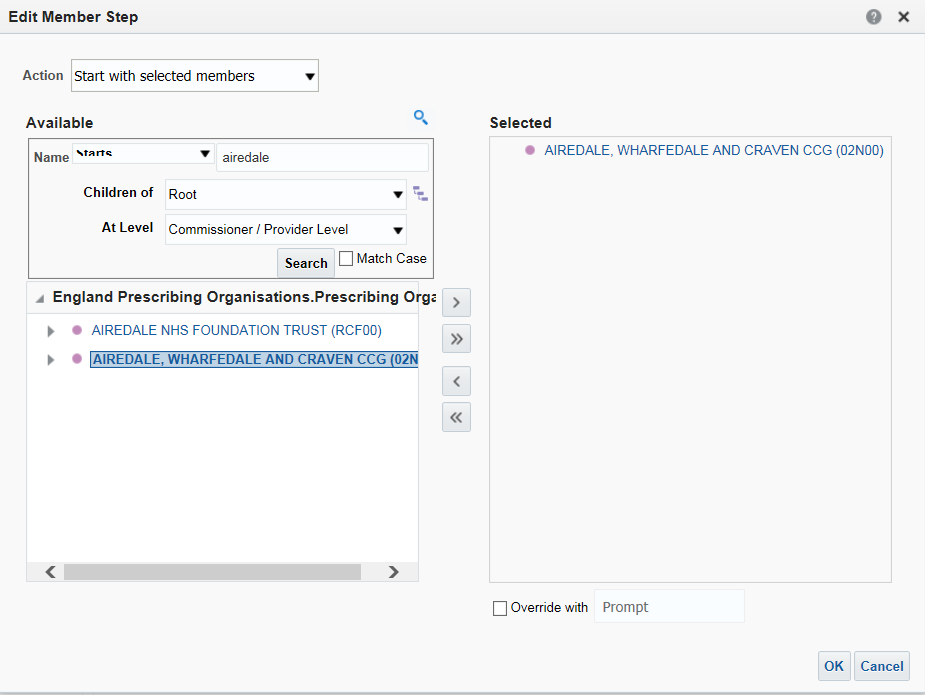 Edit Member Step
Action Start with selected members
Available
Selected
Name Starts airedale
Children of Root
At Level Commissioner / Provider Level
Search Match Case
England Prescribing Organisations.Prescribing Orga
AIREDALE NHS FOUNDATION TRUST (RCF00)
AIREDALE, WHARFEDALE AND CRAVEN CCG (02N
AIREDALE, WHARFEDALE AND CRAVEN CCG (02N00)
Override with Prompt
OK Cancel